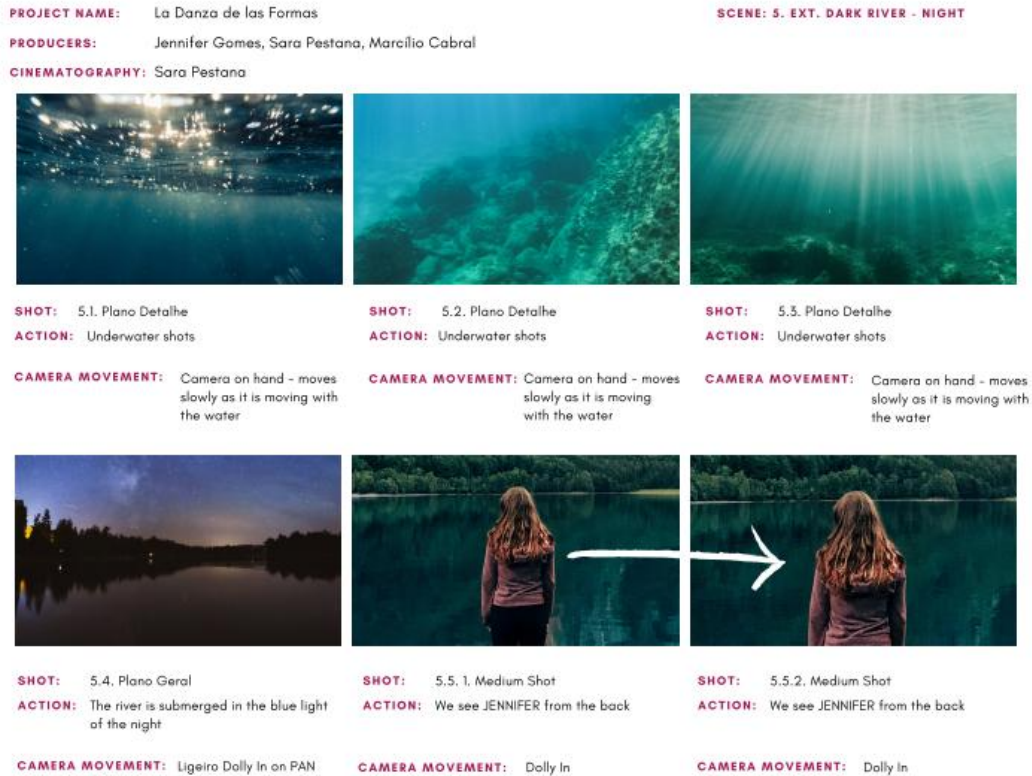 PROJECT NAME: La Danza de las Formas
SCENE: 5. EXT. DARK RIVER - NIGHT
PRODUCERS: Jennifer Gomes, Sara Pestana, Marcílio Cabral
CINEMATOGRAPHY: Sara Pestana
SHOT: 5.1. Plano Detalhe
ACTION: Underwater shots
CAMERA MOVEMENT: Camera on hand - moves
slowly as it is moving with
the water
SHOT: 5.2. Plano Detalhe
ACTION: Underwater shots
CAMERA MOVEMENT: Camera on hand - moves
slowly as it is moving
with the water
SHOT: 5.3. Plano Detalhe
ACTION: Underwater shots
CAMERA MOVEMENT: Camera on hand - moves
slowly as it is moving with
the water
SHOT: 5.4. Plano Geral
ACTION: The river is submerged in the blue light
of the night
CAMERA MOVEMENT: Ligeiro Dolly In on PAN
SHOT: 5.5. 1. Medium Shot
ACTION: We see JENNIFER from the back
CAMERA MOVEMENT: Dolly In
SHOT: 5.5.2. Medium Shot
ACTION: We see JENNIFER from the back
CAMERA MOVEMENT: Dolly In